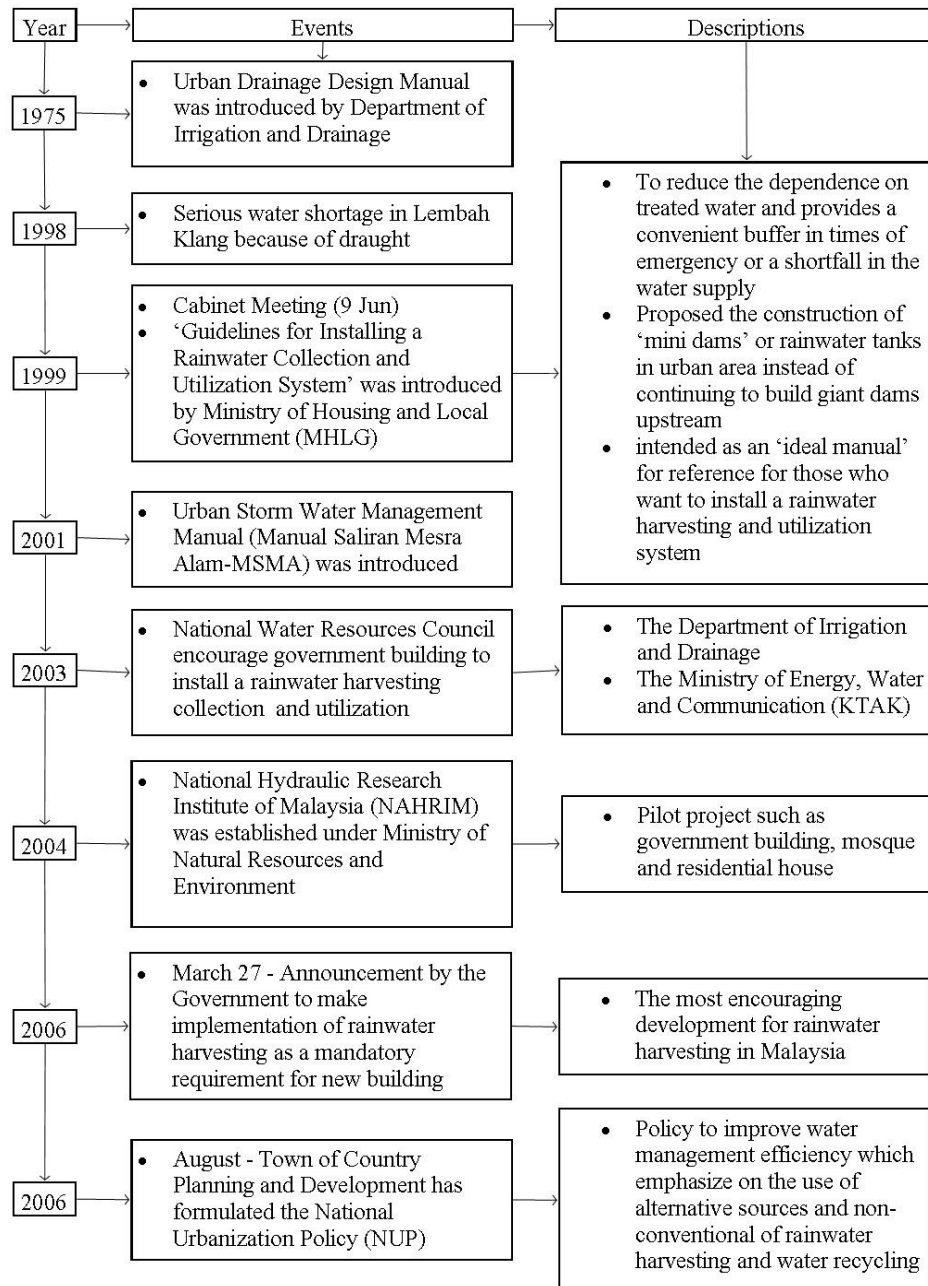 Year
Events
Descriptions
1975
• Urban Drainage Design Manual
was introduced by Department of
Irrigation and Drainage
1998
• Serious water shortage in Lembah
Klang because of draught
1999
• Cabinet Meeting (9 Jun)
• ‘Guidelines for Installing a
Rainwater Collection and
Utilization System’ was introduced
by Ministry of Housing and Local
Government (MHLG)
• To reduce the dependence on
treated water and provides a
convenient buffer in times of
emergency or a shortfall in the
water supply
• Proposed the construction of
‘mini dams’ or rainwater tanks
in urban area instead of
continuing to build giant dams
upstream
• intended as an ‘ideal manual’
for reference for those who
want to install a rainwater
harvesting and utilization
system
2001
• Urban Storm Water Management
Manual (Manual Saliran Mesra
Alam-MSMA) was introduced
2003
• National Water Resources Council
encourage government building to
install a rainwater harvesting
collection and utilization
• The Department of Irrigation
and Drainage
• The Ministry of Energy, Water
and Communication (KTAK)
2004
• National Hydraulic Research
Institute of Malaysia (NAHRIM)
was established under Ministry of
Natural Resources and
Environment
• Pilot project such as
government building, mosque
and residential house
2006
• March 27 - Announcement by the
Government to make
implementation of rainwater
harvesting as a mandatory
requirement for new building
• The most encouraging
development for rainwater
harvesting in Malaysia
2006
• August - Town of Country
Planning and Development has
formulated the National
Urbanization Policy (NUP)
• Policy to improve water
management efficiency which
emphasize on the use of
alternative sources and non-
conventional of rainwater
harvesting and water recycling